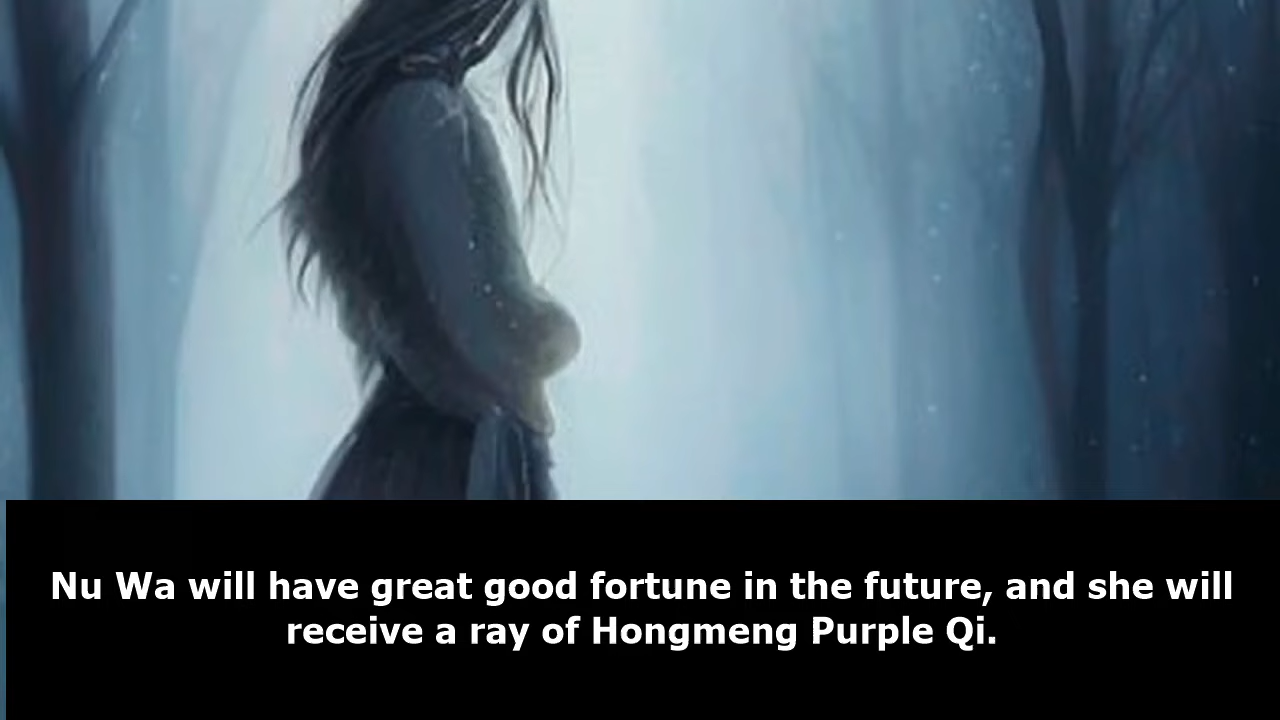 Nu Wa will have great good fortune in the future, and she will
receive a ray of Hongmeng Purple Qi.